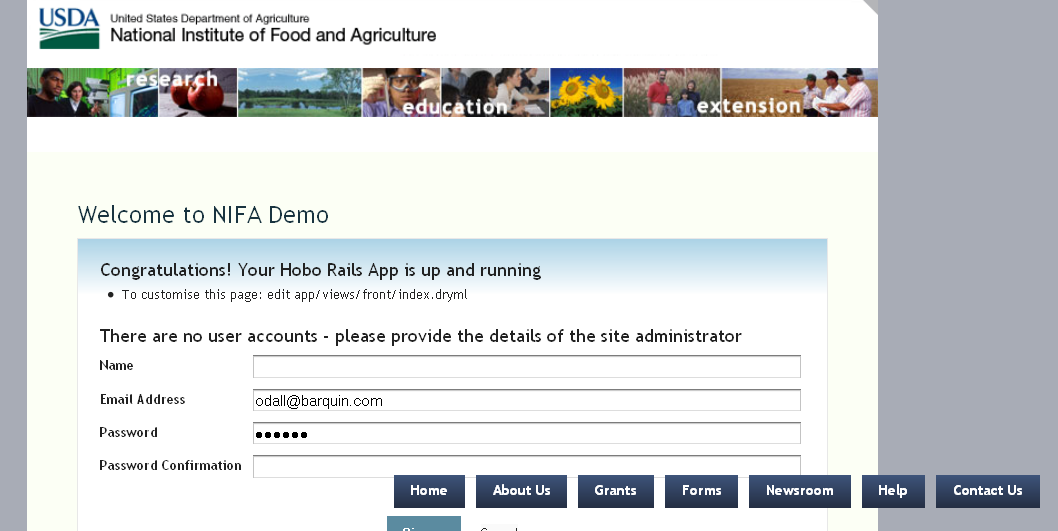 USDA
United States Department of Agriculture
National Institute of Food and Agriculture
research
education
extension
Welcome to NIFA Demo
Congratulations! Your Hobo Rails App is up and running
• To customise this page: edit app/views/front/index.dryml
There are no user accounts - please provide the details of the site administrator
Name
Email Address odall@barquin.com
Password ••••••
Password Confirmation
Home About Us Grants Forms Newsroom Help Contact Us